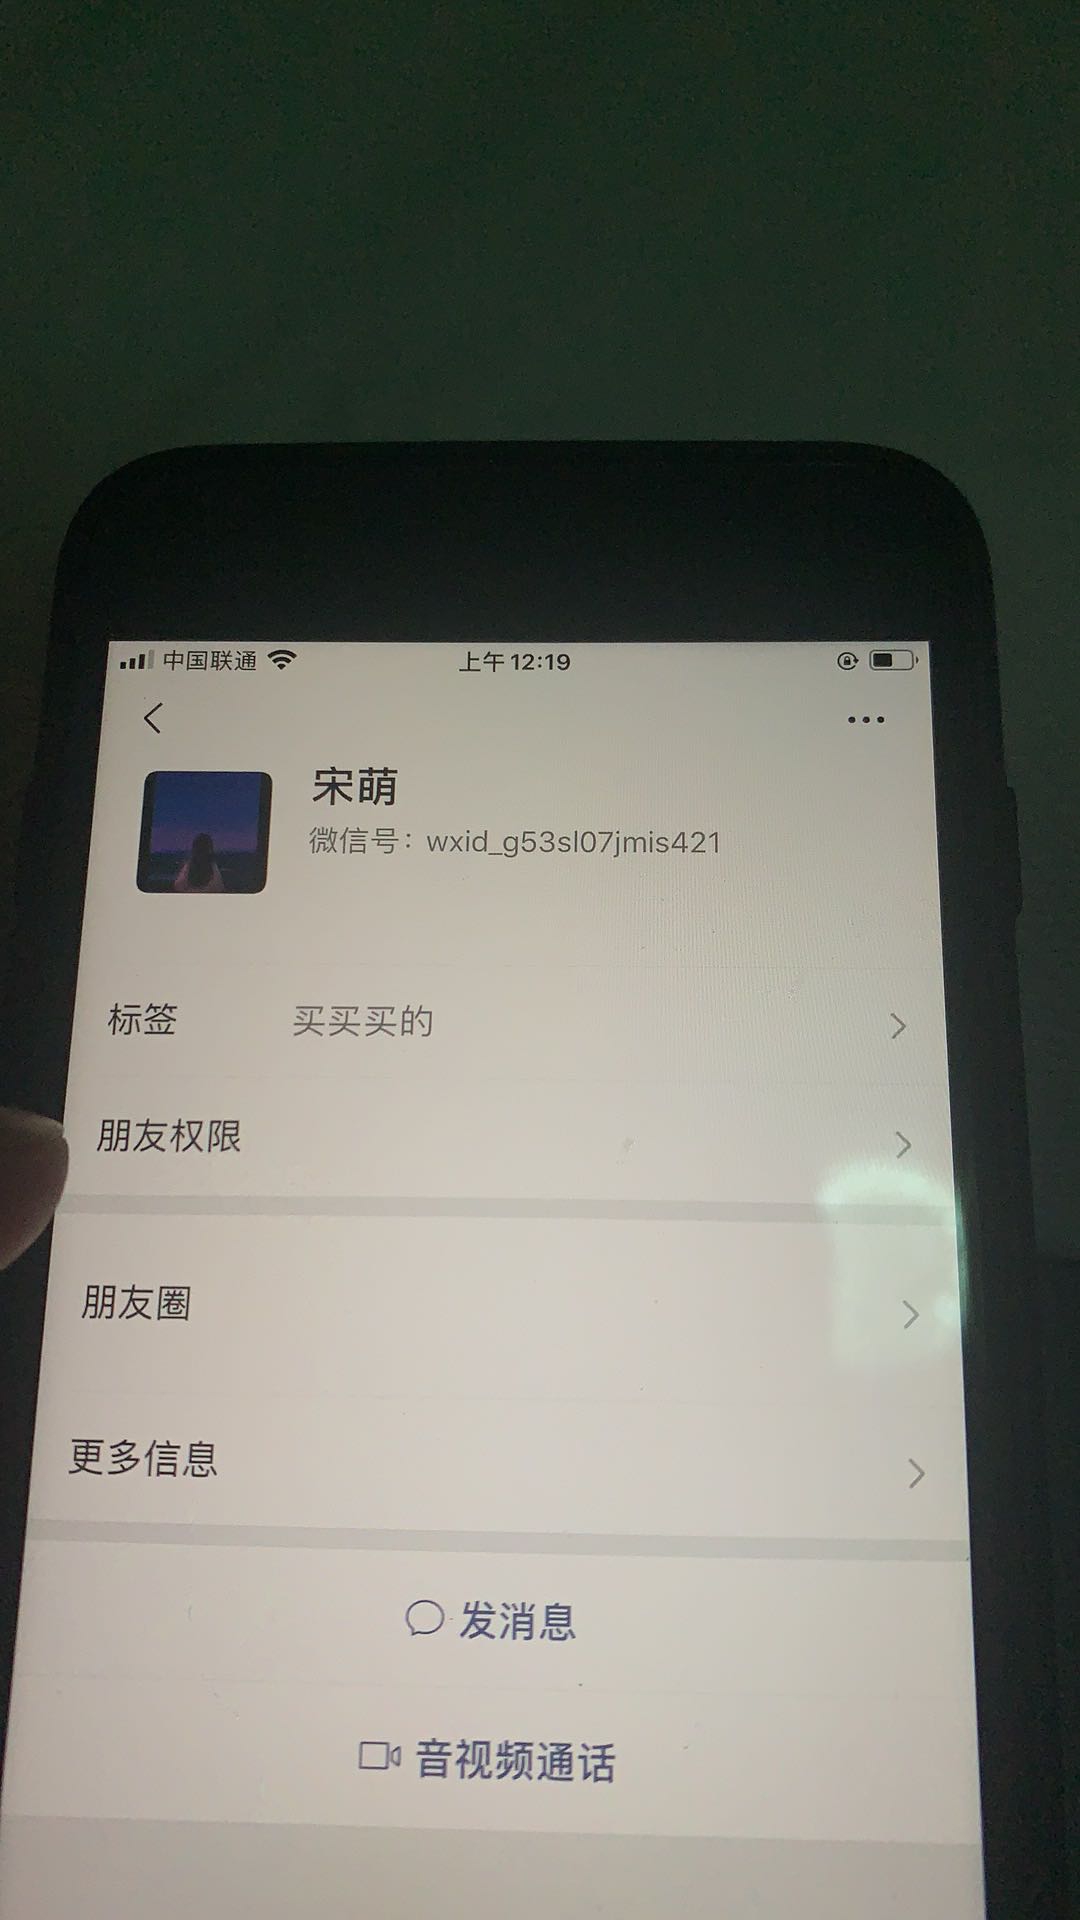 中国联通 上午12:19
宋萌
微信号：wxid_g53sl07jmis421
标签 买买买的
朋友权限
朋友圈
更多信息
发消息
音视频通话